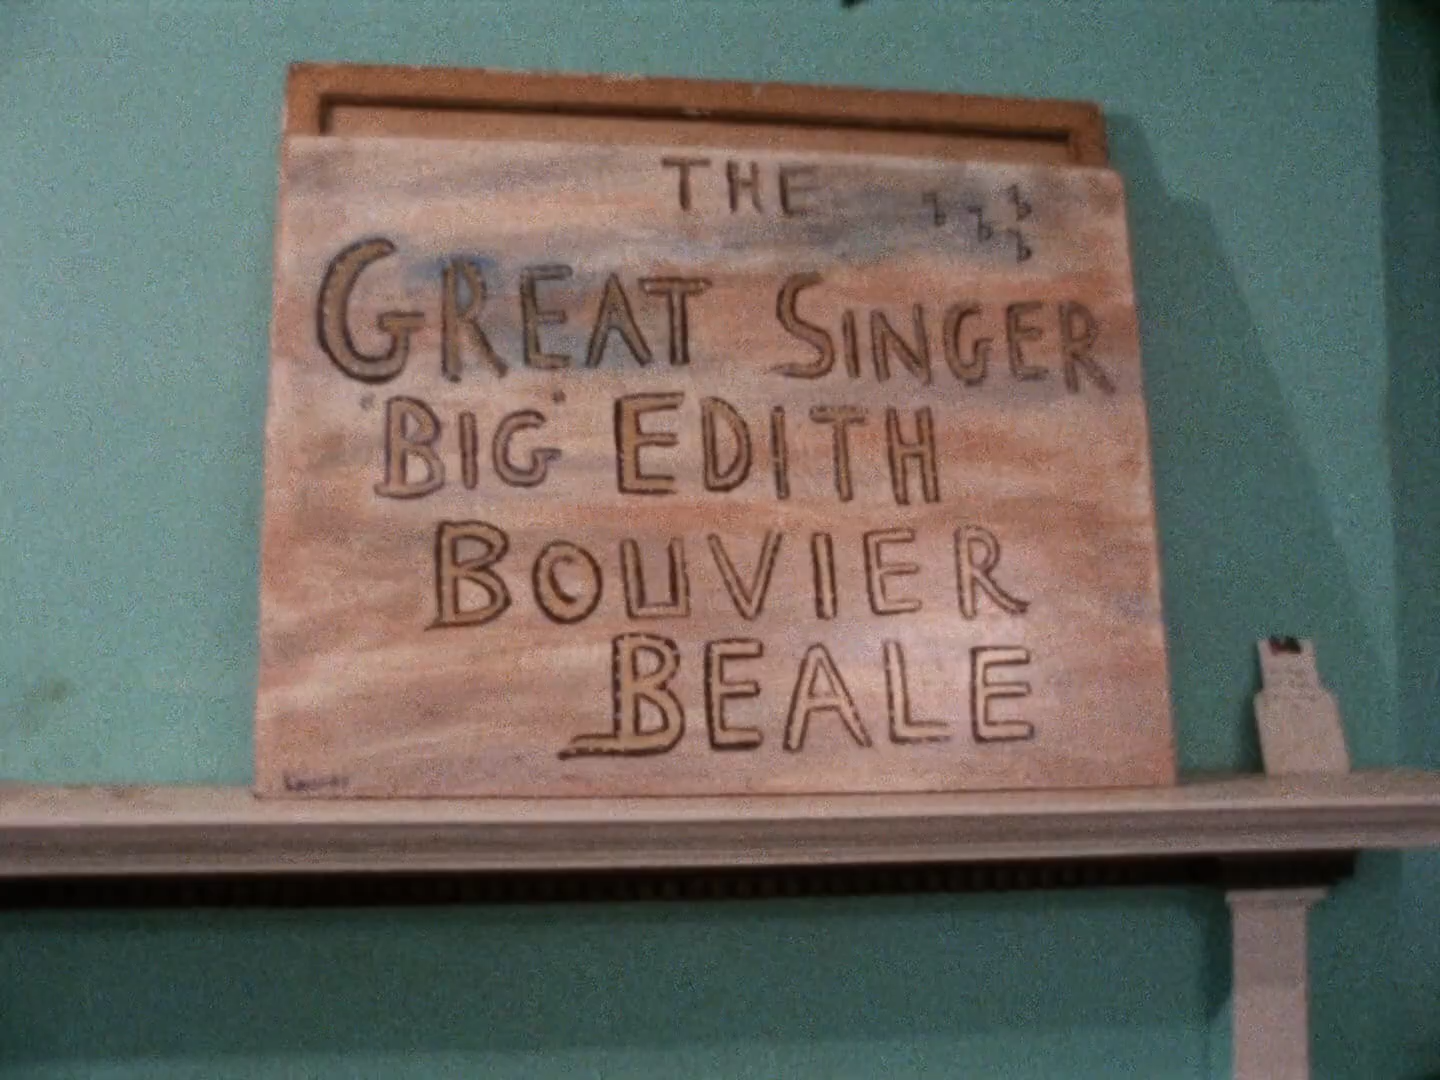 THE
GREAT SINGER
"BIG" EDITH
BOUVIER
BEALE